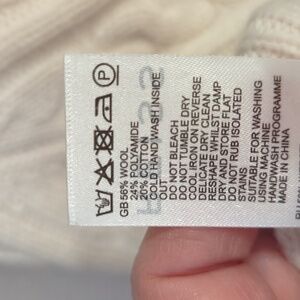 P
GB 56% WOOL
24% POLYAMIDE
20% COTTON
COLD HAND WASH INSIDE
OUT
DO NOT BLEACH
DO NOT TUMBLE DRY
COOL IRON ON REVERSE
DELICATE DRY CLEAN
RESHAPE WHILST DAMP
AND STORE FLAT
DO NOT RUB ISOLATED
STAINS
SUITABLE FOR WASHING
USING MACHINE
HANDWASH PROGRAMME
MADE IN CHINA